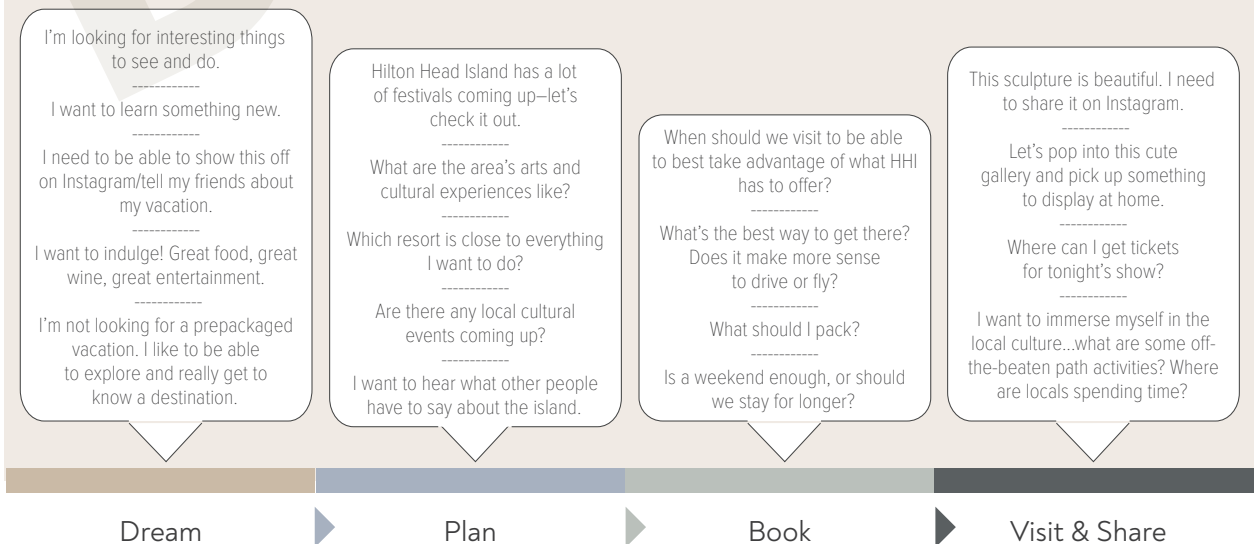 I'm looking for interesting things
to see and do.
------------
I want to learn something new.
------------
I need to be able to show this off
on Instagram/tell my friends about
my vacation.
------------
I want to indulge! Great food, great
wine, great entertainment.
------------
I'm not looking for a prepackaged
vacation. I like to be able
to explore and really get to
know a destination.
Hilton Head Island has a lot
of festivals coming up–let's
check it out.
------------
What are the area's arts and
cultural experiences like?
------------
Which resort is close to everything
I want to do?
------------
Are there any local cultural
events coming up?
------------
I want to hear what other people
have to say about the island.
When should we visit to be able
to best take advantage of what HHI
has to offer?
------------
What's the best way to get there?
Does it make more sense
to drive or fly?
------------
What should I pack?
------------
Is a weekend enough, or should
we stay for longer?
This sculpture is beautiful. I need
to share it on Instagram.
------------
Let's pop into this cute
gallery and pick up something
to display at home.
------------
Where can I get tickets
for tonight's show?
------------
I want to immerse myself in the
local culture...what are some off-
the-beaten path activities? Where
are locals spending time?
Dream
Plan
Book
Visit & Share